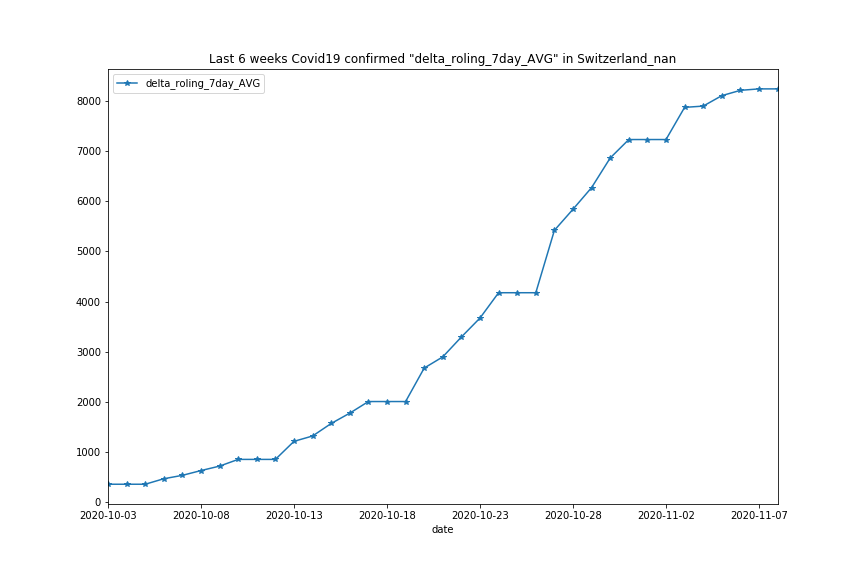 Last 6 weeks Covid19 confirmed "delta_roling_7day_AVG" in Switzerland_nan
delta_roling_7day_AVG
8000
7000
6000
5000
4000
3000
2000
1000
0
2020-10-03 2020-10-08 2020-10-13 2020-10-18 2020-10-23 2020-10-28 2020-11-02 2020-11-07
date